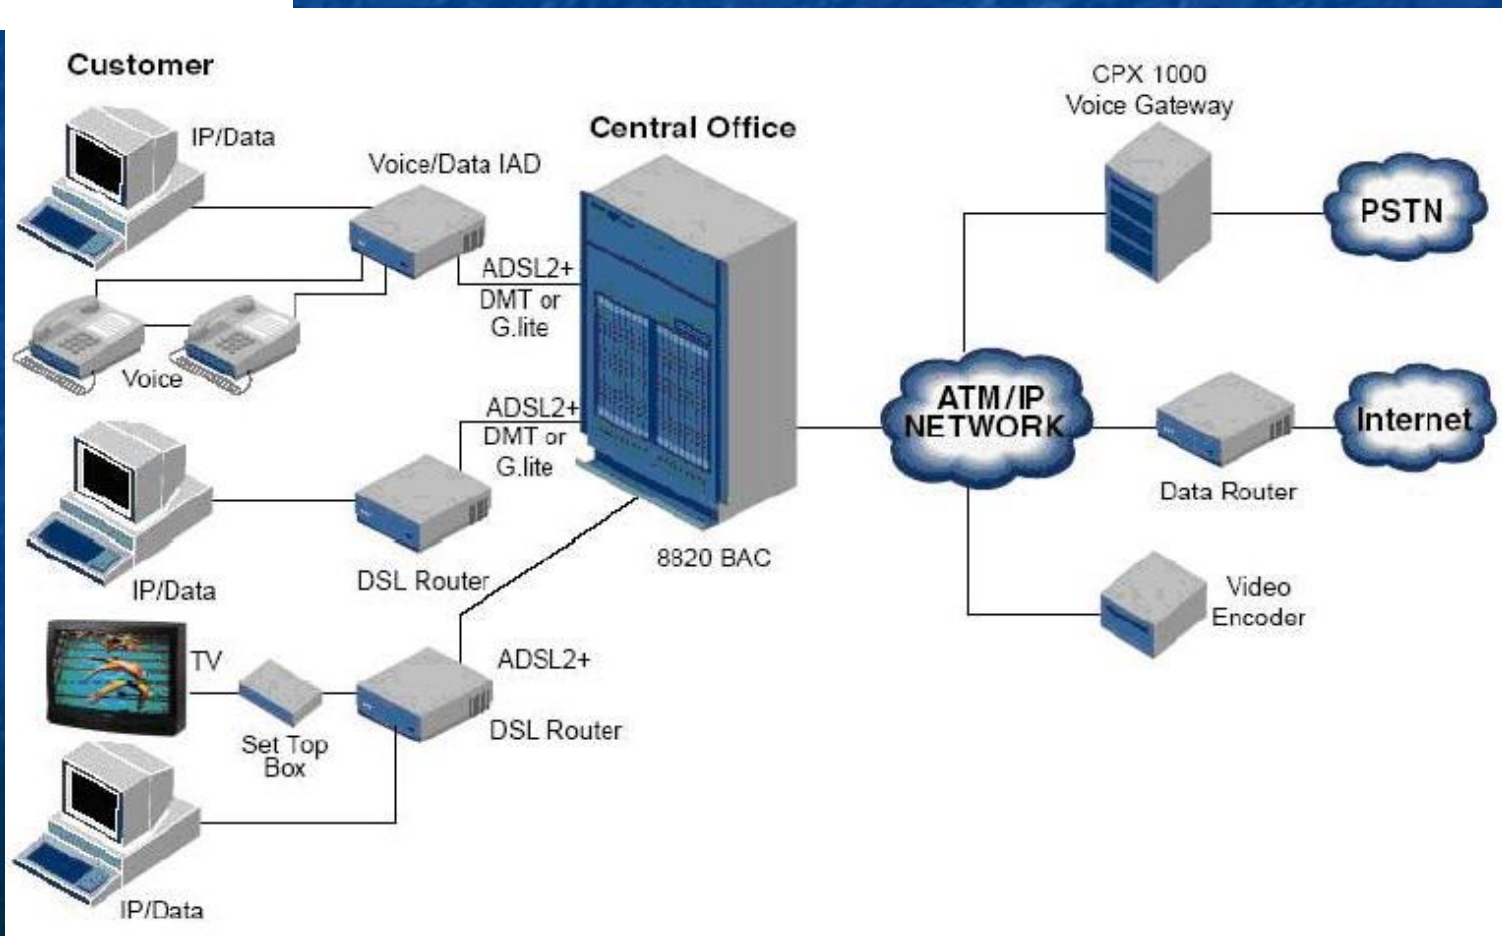 Customer
IP/Data
Voice/Data IAD
Voice
ADSL2+
DMT or
G.lite
Central Office
ADSL2+
DMT or
G.lite
IP/Data
DSL Router
8820 BAC
TV
Set Top
Box
ADSL2+
DSL Router
IP/Data
CPX 1000
Voice Gateway
PSTN
ATM/IP
NETWORK
Data Router
Internet
Video
Encoder